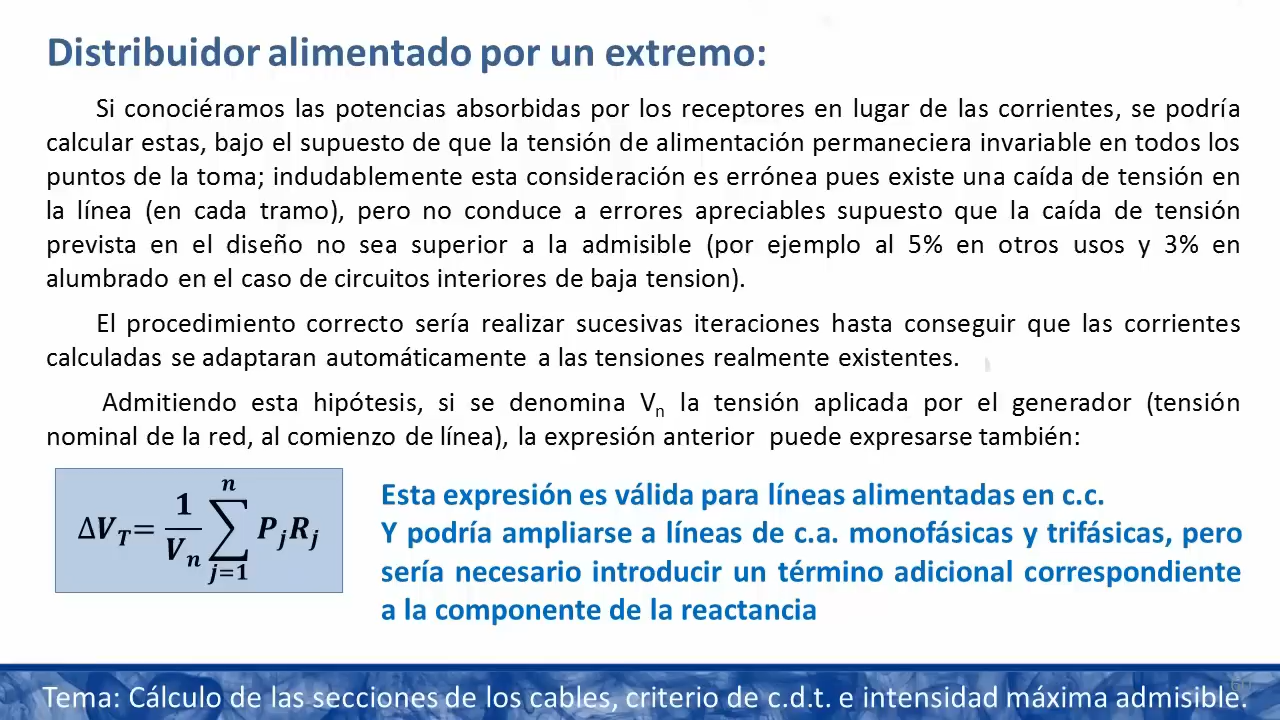 Distribuidor alimentado por un extremo:
Si conociéramos las potencias absorbidas por los receptores en lugar de las corrientes, se podría
calcular estas, bajo el supuesto de que la tensión de alimentación permaneciera invariable en todos los
puntos de la toma; indudablemente esta consideración es errónea pues existe una caída de tensión en
la línea (en cada tramo), pero no conduce a errores apreciables supuesto que la caída de tensión
prevista en el diseño no sea superior a la admisible (por ejemplo al 5% en otros usos y 3% en
alumbrado en el caso de circuitos interiores de baja tension).
El procedimiento correcto sería realizar sucesivas iteraciones hasta conseguir que las corrientes
calculadas se adaptaran automáticamente a las tensiones realmente existentes.
Admitiendo esta hipótesis, si se denomina Vn la tensión aplicada por el generador (tensión
nominal de la red, al comienzo de línea), la expresión anterior puede expresarse también:
ΔV_T = 1/V_n ∑_{j=1}^{n} P_j R_j
Esta expresión es válida para líneas alimentadas en c.c.
Y podría ampliarse a líneas de c.a. monofásicas y trifásicas, pero
sería necesario introducir un término adicional correspondiente
a la componente de la reactancia
Tema: Cálculo de las secciones de los cables, criterio de c.d.t. e intensidad máxima admisible.